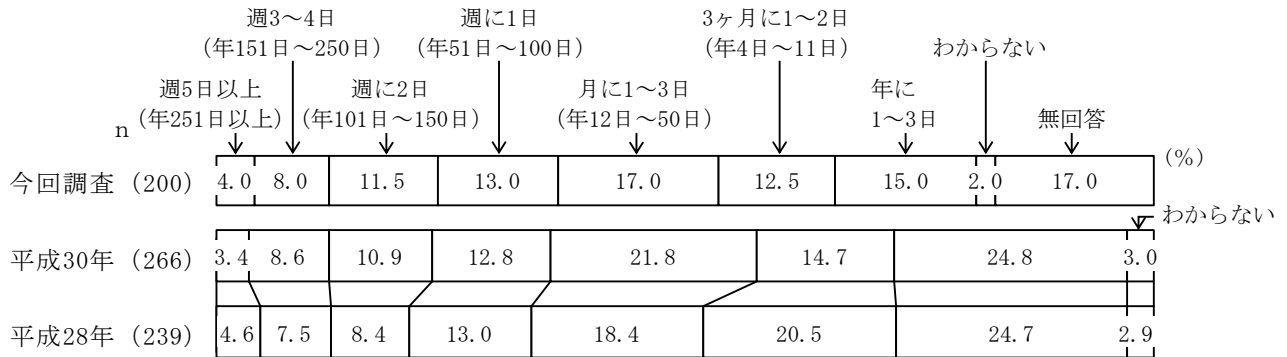 週3～4日
(年151日～250日)
週に1日
(年51日～100日)
3ヶ月に1～2日
(年4日～11日)
わからない
週5日以上
(年251日以上)
週に2日
(年101日～150日)
月に1～3日
(年12日～50日)
年に
1～3日
無回答
n
(%)
今回調査 (200) 4.0 8.0 11.5 13.0 17.0 12.5 15.0 2.0 17.0
わからない
平成30年 (266) 3.4 8.6 10.9 12.8 21.8 14.7 24.8 3.0
平成28年 (239) 4.6 7.5 8.4 13.0 18.4 20.5 24.7 2.9